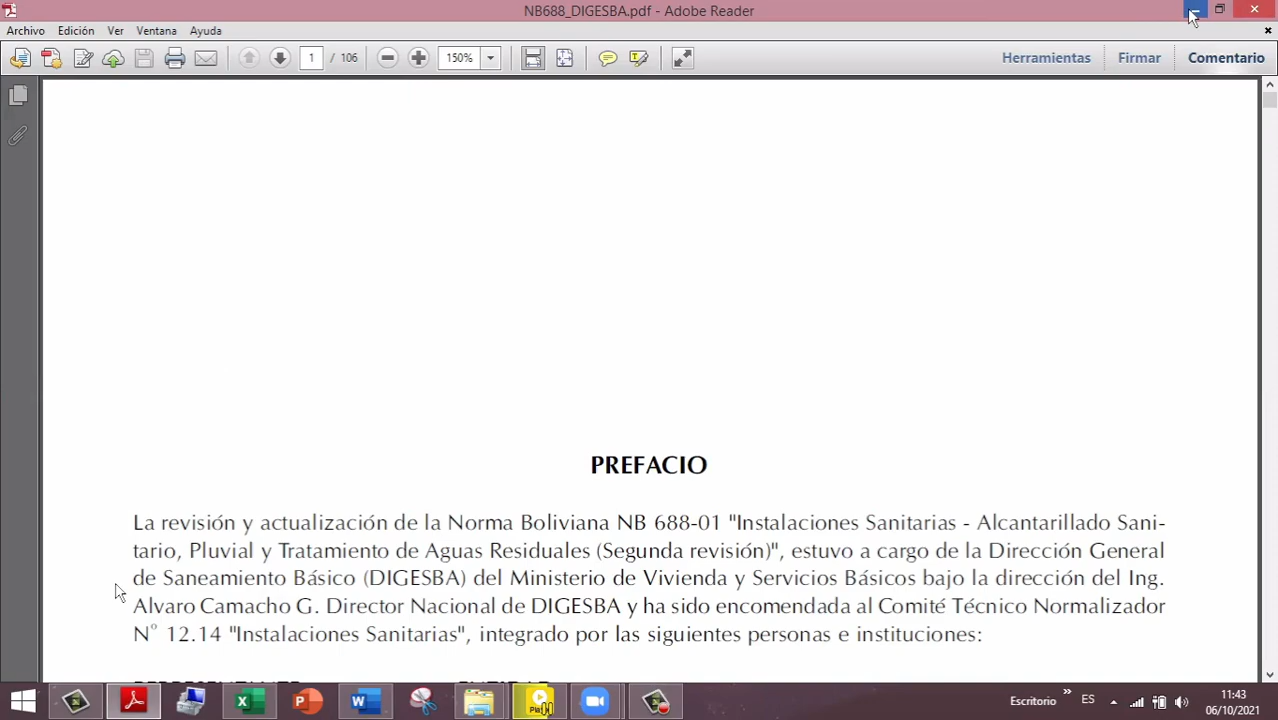 NB688_DIGESBA.pdf - Adobe Reader
Archivo Edición Ver Ventana Ayuda
1 / 106 150% Herramientas Firmar Comentario
PREFACIO
La revisión y actualización de la Norma Boliviana NB 688-01 "Instalaciones Sanitarias - Alcantarillado Sani-
tario, Pluvial y Tratamiento de Aguas Residuales (Segunda revisión)", estuvo a cargo de la Dirección General
de Saneamiento Básico (DIGESBA) del Ministerio de Vivienda y Servicios Básicos bajo la dirección del Ing.
Alvaro Camacho G. Director Nacional de DIGESBA y ha sido encomendada al Comité Técnico Normalizador
N° 12.14 "Instalaciones Sanitarias", integrado por las siguientes personas e instituciones:
Escritorio ES 11:43
06/10/2021